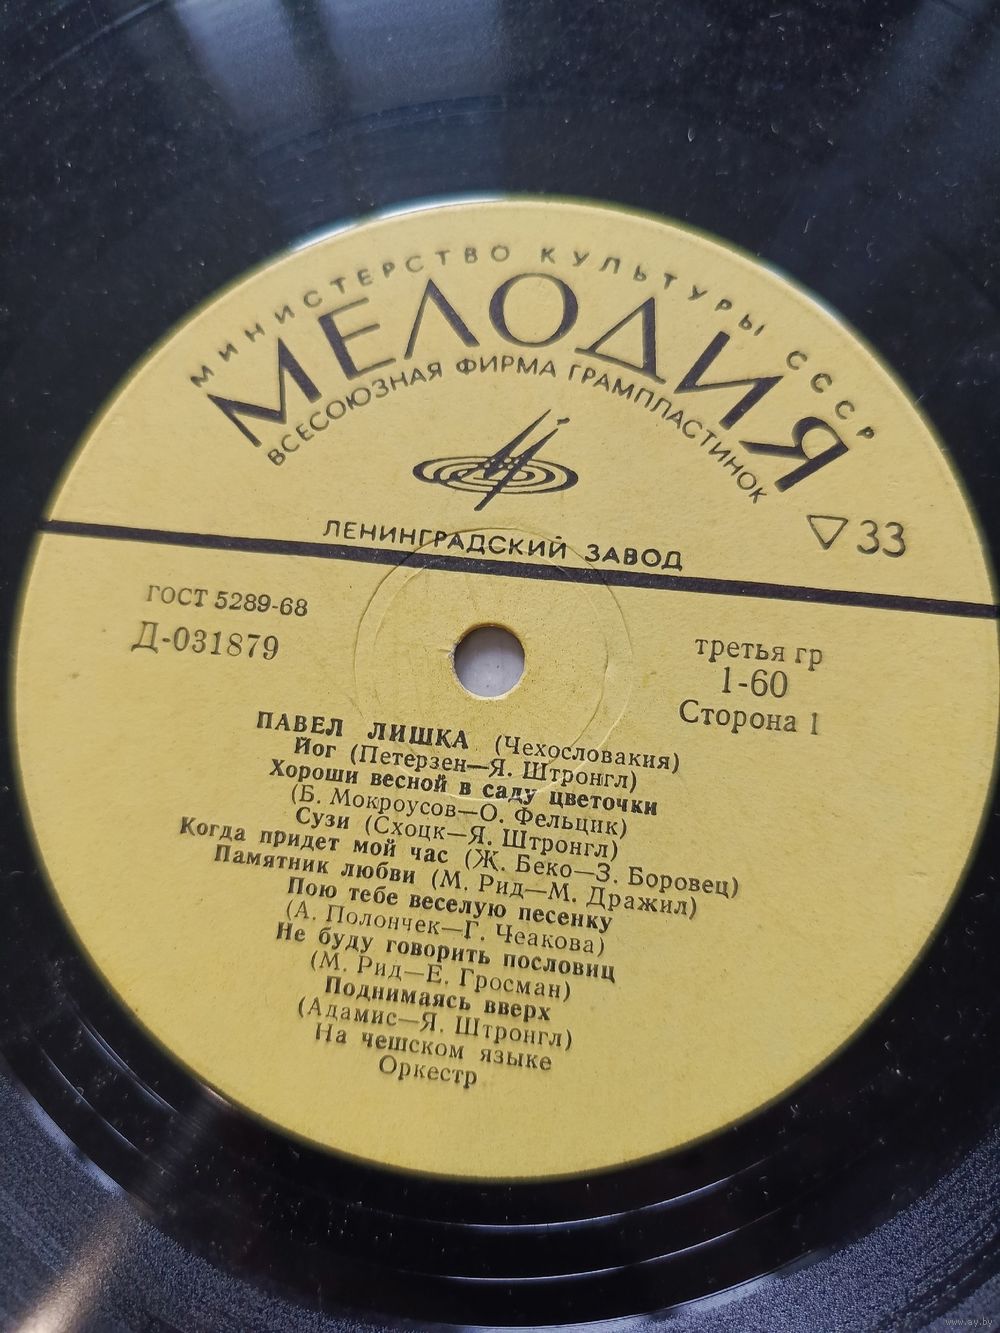 МИНИСТЕРСТВО КУЛЬТУРЫ СССР
МЕЛОДИЯ
ВСЕСОЮЗНАЯ ФИРМА ГРАМПЛАСТИНОК
ЛЕНИНГРАДСКИЙ ЗАВОД
33
ГОСТ 5289-68
Д-031879
третья гр
1-60
Сторона 1
ПАВЕЛ ЛИШКА (Чехословакия)
Йог (Петерзен—Я. Штронгл)
Хороши весной в саду цветочки
(Б. Мокроусов—О. Фельцик)
Сузи (Схоцк—Я. Штронгл)
Когда придет мой час (Ж. Беко—З. Боровец)
Памятник любви (М. Рид—М. Дражил)
Пою тебе веселую песенку
(А. Полончек—Г. Чеакова)
Не буду говорить пословиц
(М. Рид—Е. Гросман)
Поднимаясь вверх
(Адамис—Я. Штронгл)
На чешском языке
Оркестр
www.ay.by